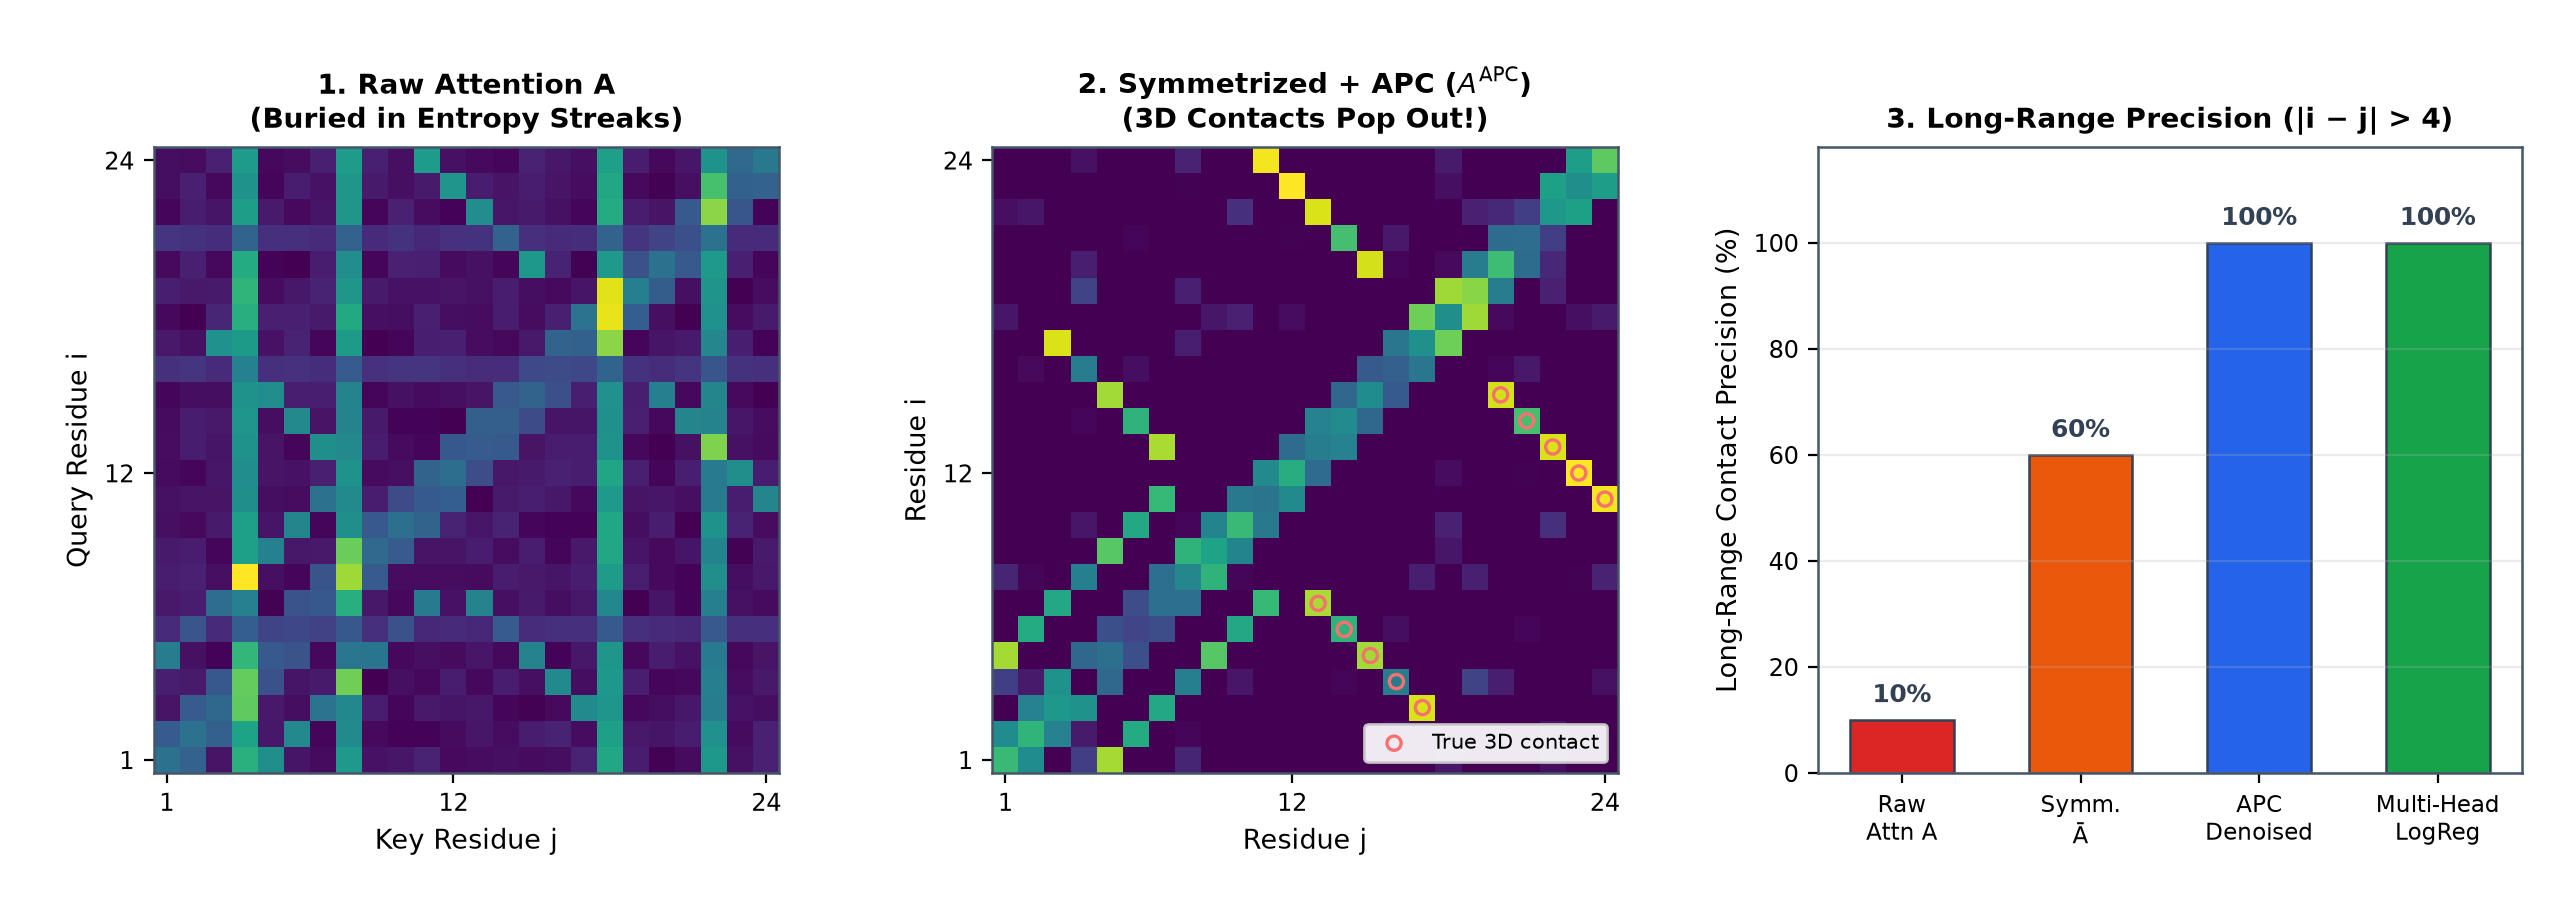 1. Raw Attention A
(Buried in Entropy Streaks)
24
12
1
Query Residue i
1
12
24
Key Residue j
2. Symmetrized + APC (A^APC)
(3D Contacts Pop Out!)
24
12
1
Residue i
True 3D contact
1
12
24
Residue j
3. Long-Range Precision (|i − j| > 4)
Long-Range Contact Precision (%)
100
80
60
40
20
0
10%
60%
100%
100%
Raw
Attn A
Symm.
Ā
APC
Denoised
Multi-Head
LogReg